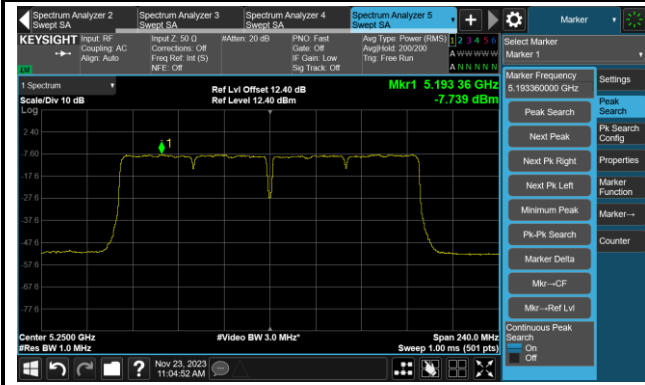 Spectrum Analyzer 2
Swept SA
Spectrum Analyzer 3
Swept SA
Spectrum Analyzer 4
Swept SA
Spectrum Analyzer 5
Swept SA
Marker
KEYSIGHT
Input: RF
Coupling: AC
Align: Auto
Input Z: 50 Ω
Corrections: Off
Freq Ref: Int (S)
NFE: Off
#Atten: 20 dB
PNO: Fast
Gate: Off
IF Gain: Low
Sig Track: Off
Avg Type: Power (RMS)
Avg|Hold: 200/200
Trig: Free Run
1 2 3 4 5 6
A W W W W W
A N N N N N
Select Marker
Marker 1
1 Spectrum
Scale/Div 10 dB
Log
Ref Lvl Offset 12.40 dB
Ref Level 12.40 dBm
Mkr1 5.193 36 GHz
-7.739 dBm
2.40
-7.60
-17.6
-27.6
-37.6
-47.6
-57.6
-67.6
-77.6
1
Center 5.2500 GHz
#Res BW 1.0 MHz
#Video BW 3.0 MHz*
Span 240.0 MHz
Sweep 1.00 ms (501 pts)
Marker Frequency
5.193360000 GHz
Peak Search
Next Peak
Next Pk Right
Next Pk Left
Minimum Peak
Pk-Pk Search
Marker Delta
Mkr→CF
Mkr→Ref Lvl
Continuous Peak
Search
On
Off
Settings
Peak
Search
Pk Search
Config
Properties
Marker
Function
Marker→
Counter
Nov 23, 2023
11:04:52 AM